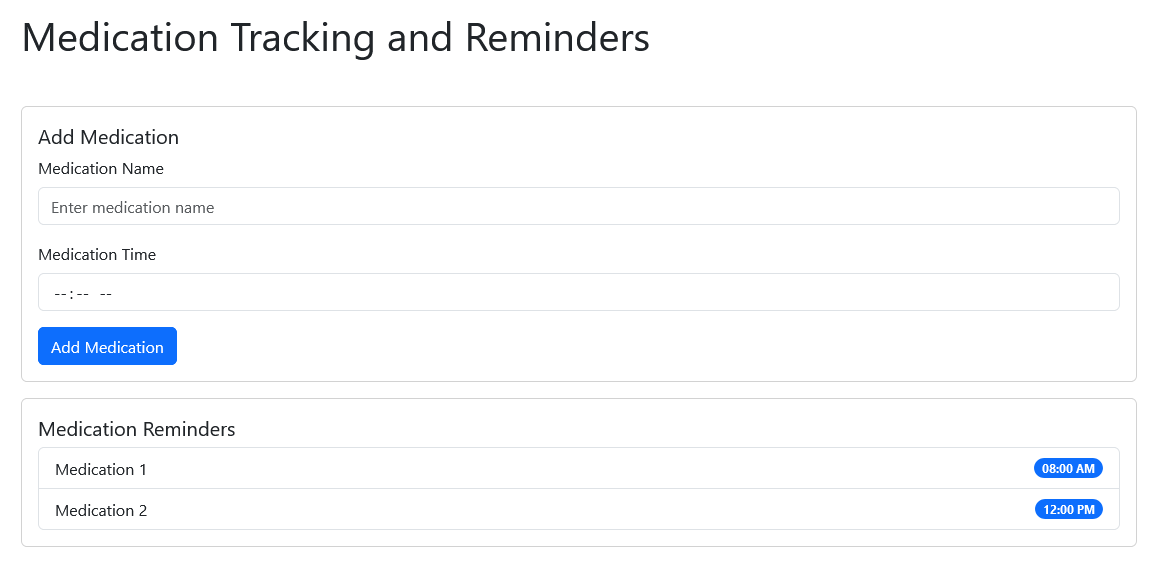 Medication Tracking and Reminders
Add Medication
Medication Name
Enter medication name
Medication Time
--:-- --
Add Medication
Medication Reminders
Medication 1 08:00 AM
Medication 2 12:00 PM